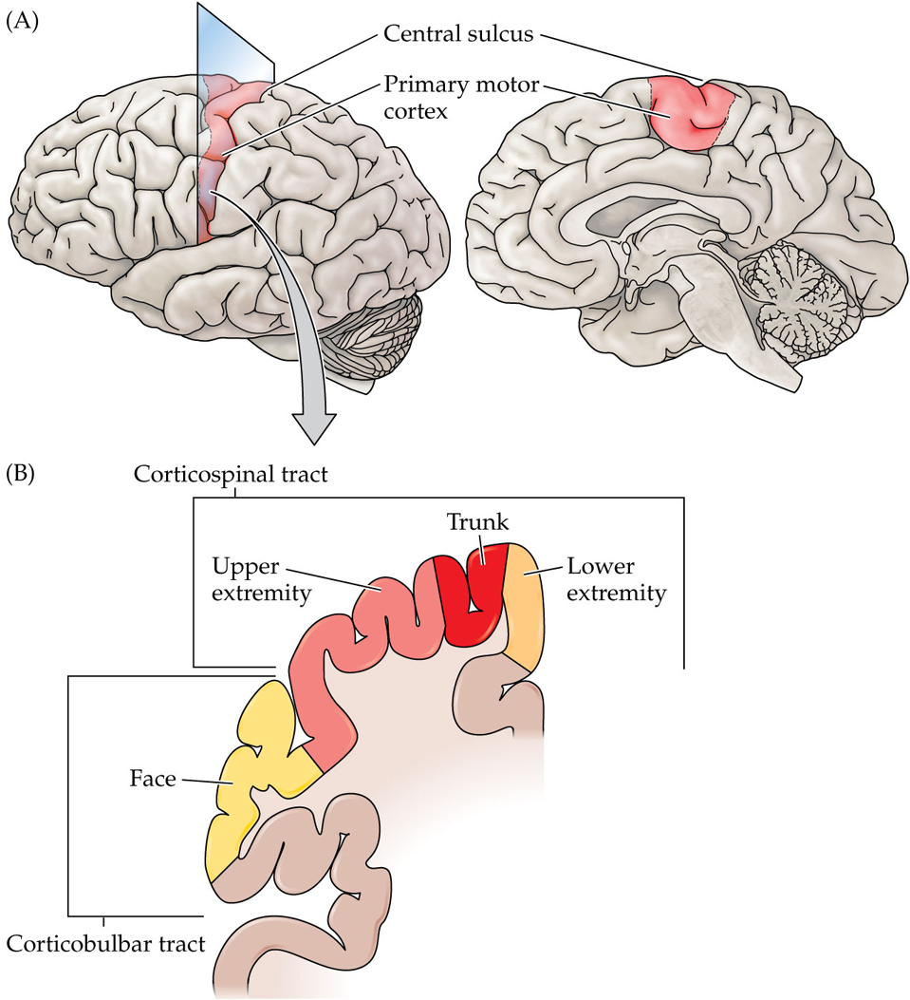 (A)
Central sulcus
Primary motor
cortex
(B)
Corticospinal tract
Trunk
Upper
extremity
Lower
extremity
Face
Corticobulbar tract